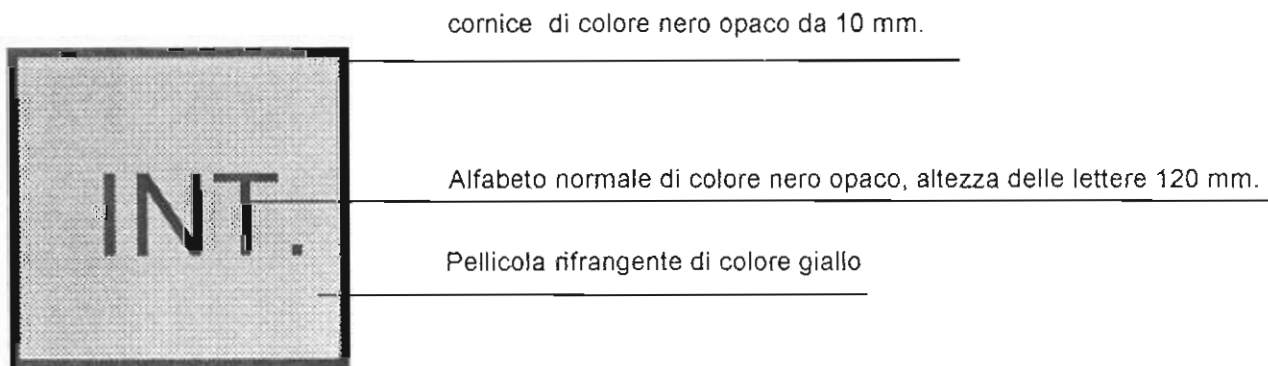 cornice di colore nero opaco da 10 mm.
INT.
Alfabeto normale di colore nero opaco, altezza delle lettere 120 mm.
Pellicola rifrangente di colore giallo